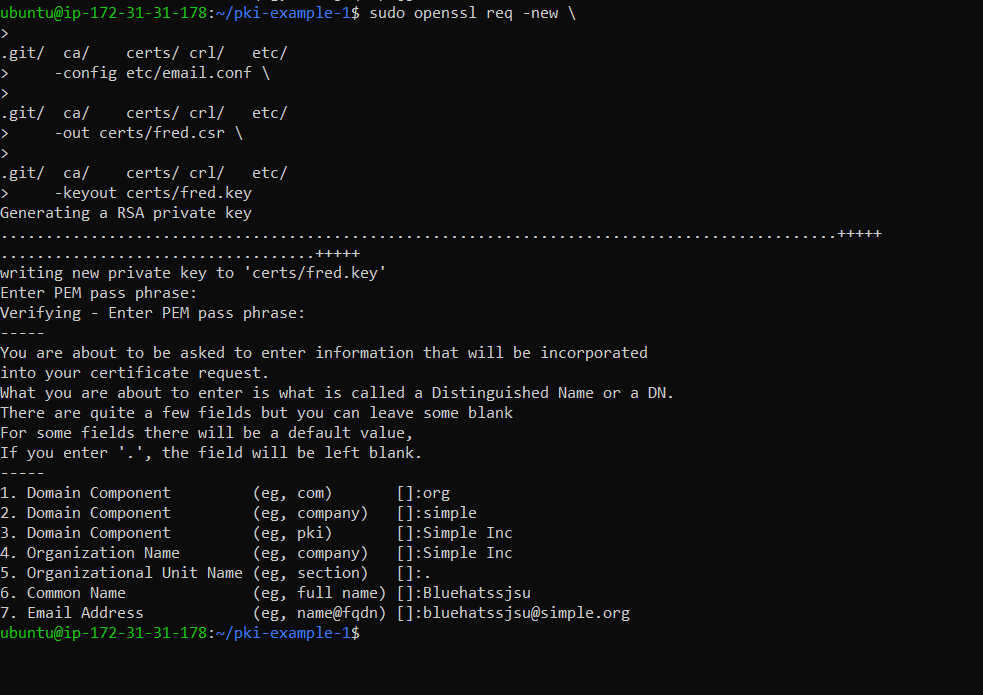 ubuntu@ip-172-31-31-178:~/pki-example-1$ sudo openssl req -new \
>
.git/  ca/    certs/ crl/   etc/
>     -config etc/email.conf \
>
.git/  ca/    certs/ crl/   etc/
>     -out certs/fred.csr \
>
.git/  ca/    certs/ crl/   etc/
>     -keyout certs/fred.key
Generating a RSA private key
.............................................................................................+++++
...................................+++++
writing new private key to 'certs/fred.key'
Enter PEM pass phrase:
Verifying - Enter PEM pass phrase:
-----
You are about to be asked to enter information that will be incorporated
into your certificate request.
What you are about to enter is what is called a Distinguished Name or a DN.
There are quite a few fields but you can leave some blank
For some fields there will be a default value,
If you enter '.', the field will be left blank.
-----
1. Domain Component         (eg, com)       []:org
2. Domain Component         (eg, company)   []:simple
3. Domain Component         (eg, pki)       []:Simple Inc
4. Organization Name        (eg, company)   []:Simple Inc
5. Organizational Unit Name (eg, section)   []:.
6. Common Name              (eg, full name) []:Bluehatssjsu
7. Email Address            (eg, name@fqdn) []:bluehatssjsu@simple.org
ubuntu@ip-172-31-31-178:~/pki-example-1$